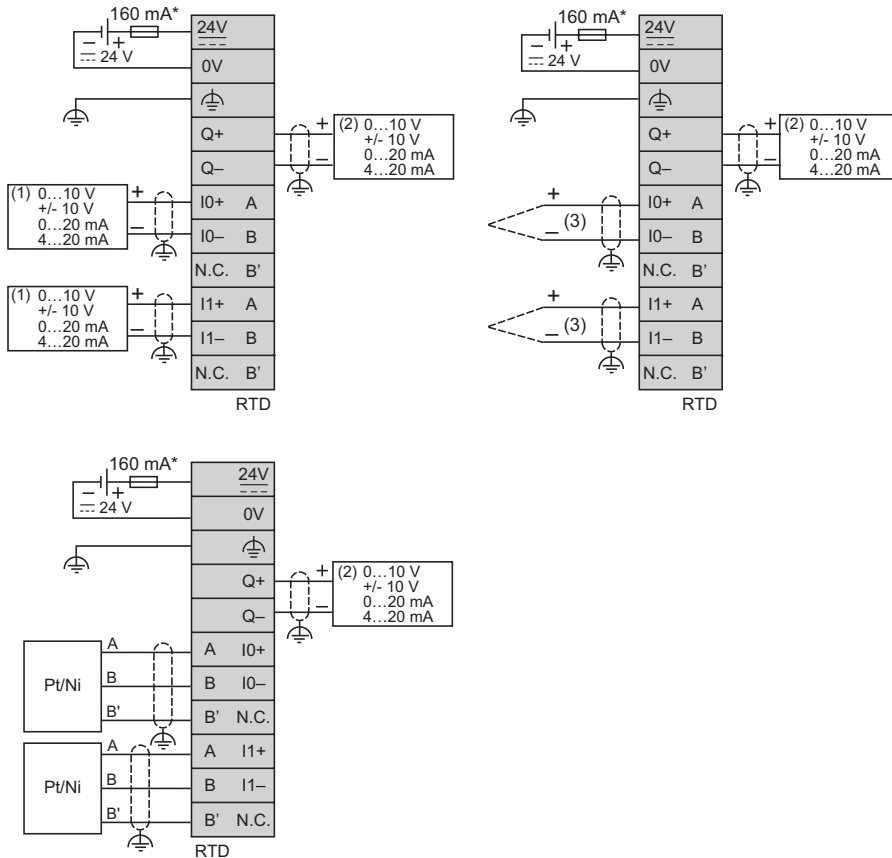 160 mA*
– +
24 V
24V
0V
Q+
Q–
+
–
(2) 0...10 V
+/- 10 V
0...20 mA
4...20 mA
(1) 0...10 V
+/- 10 V
0...20 mA
4...20 mA
+
–
I0+ A
I0– B
N.C. B’
(1) 0...10 V
+/- 10 V
0...20 mA
4...20 mA
+
–
I1+ A
I1– B
N.C. B’
RTD
160 mA*
– +
24 V
24V
0V
Q+
Q–
+
–
(2) 0...10 V
+/- 10 V
0...20 mA
4...20 mA
+
– (3)
I0+ A
I0– B
N.C. B’
+
– (3)
I1+ A
I1– B
N.C. B’
RTD
160 mA*
– +
24 V
24V
0V
Q+
Q–
+
–
(2) 0...10 V
+/- 10 V
0...20 mA
4...20 mA
Pt/Ni
A
B
B'
A I0+
B I0–
B’ N.C.
Pt/Ni
A
B
B'
A I1+
B I1–
B’ N.C.
RTD